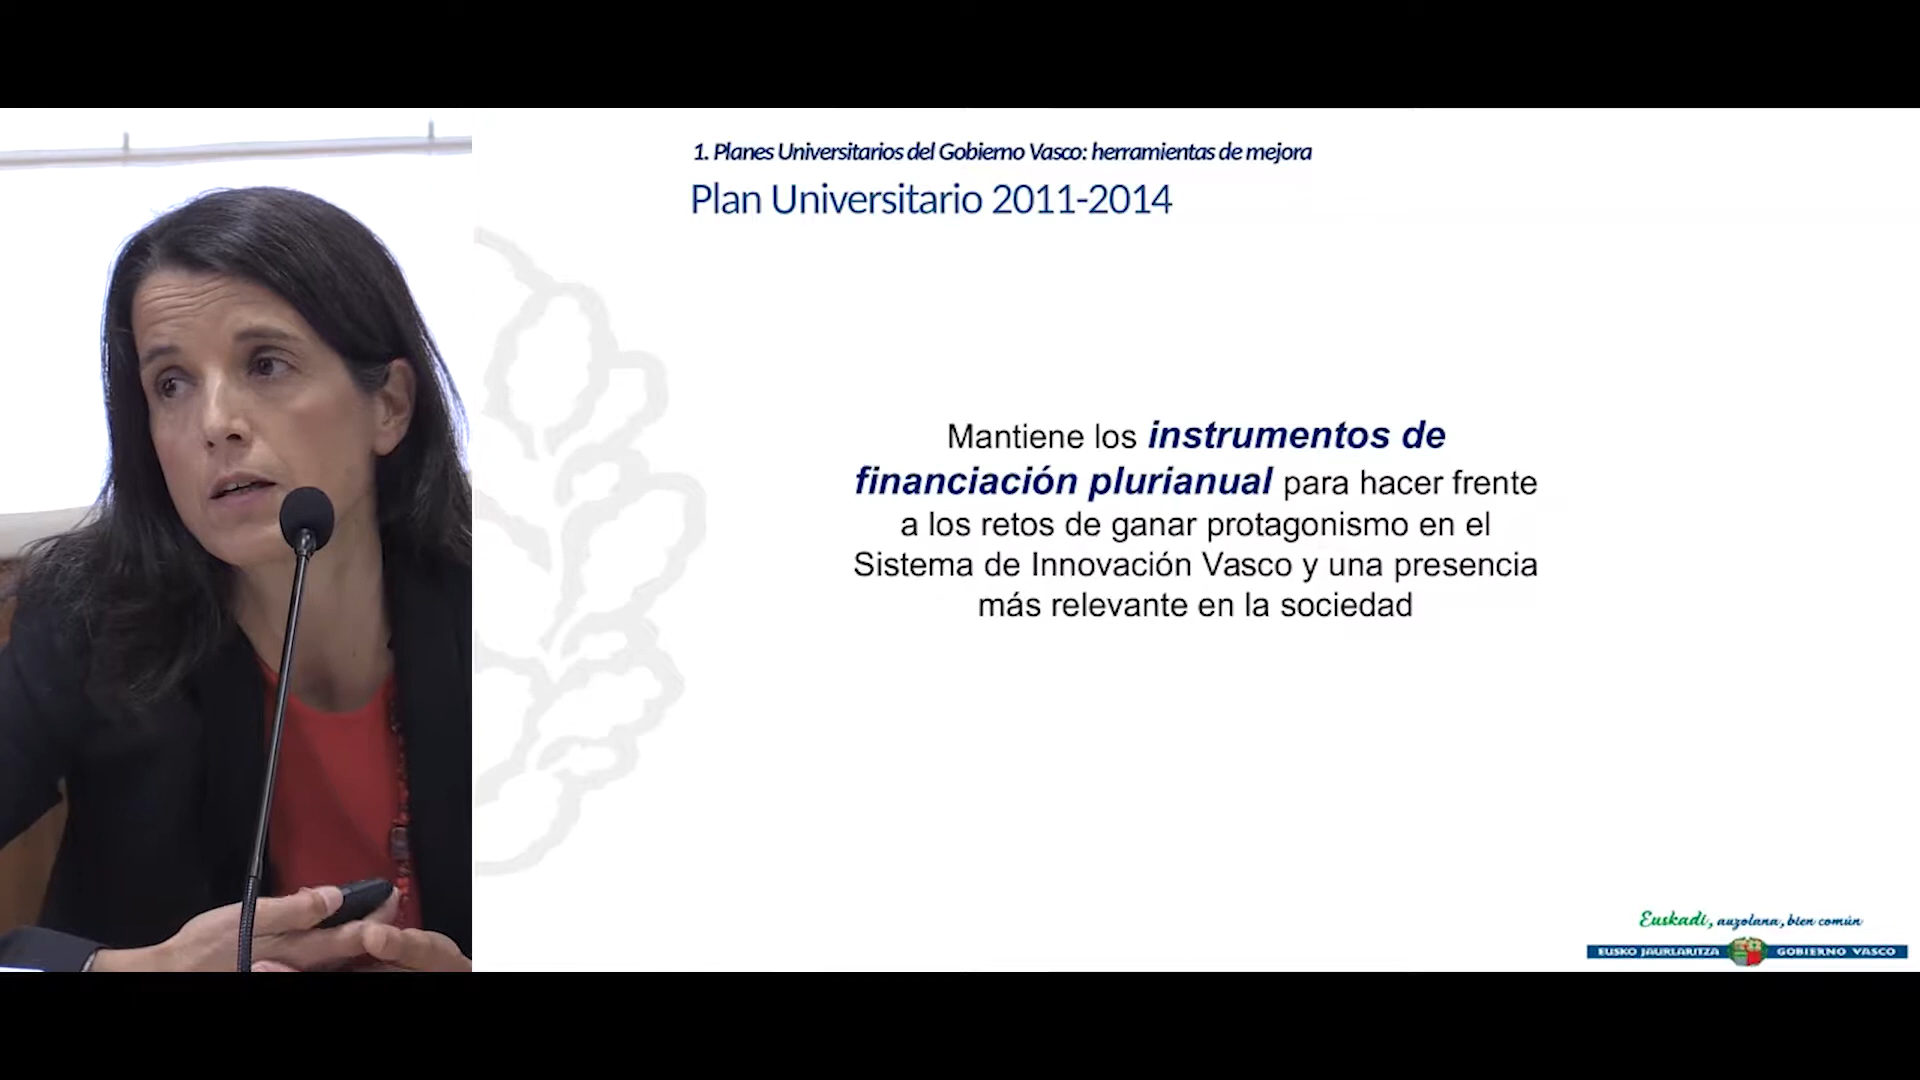 1. Planes Universitarios del Gobierno Vasco: herramientas de mejora
Plan Universitario 2011-2014
Mantiene los instrumentos de
financiación plurianual para hacer frente
a los retos de ganar protagonismo en el
Sistema de Innovación Vasco y una presencia
más relevante en la sociedad
Euskadi, auzolana, bien común
EUSKO JAURLARITZA GOBIERNO VASCO